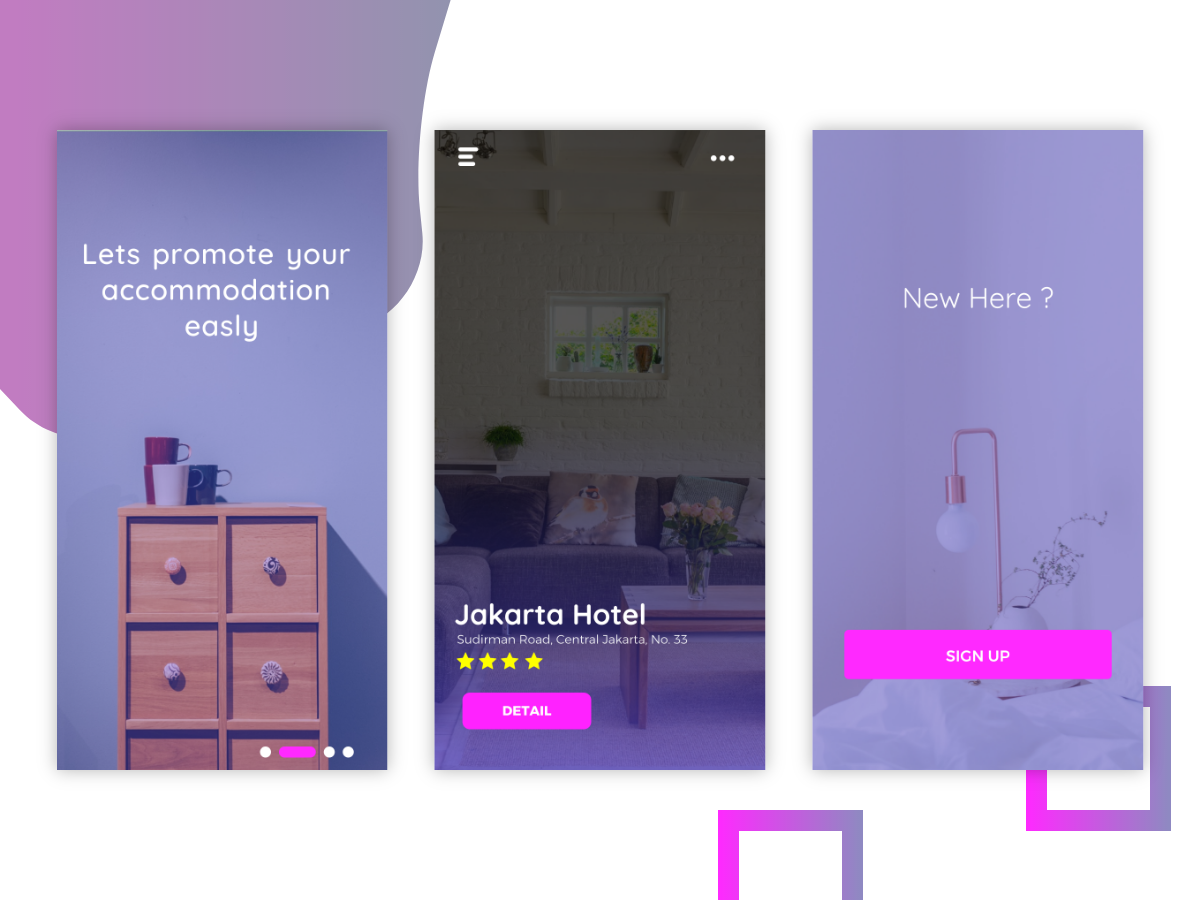 Lets promote your
accommodation
easly
Jakarta Hotel
Sudirman Road, Central Jakarta, No. 33
DETAIL
New Here ?
SIGN UP